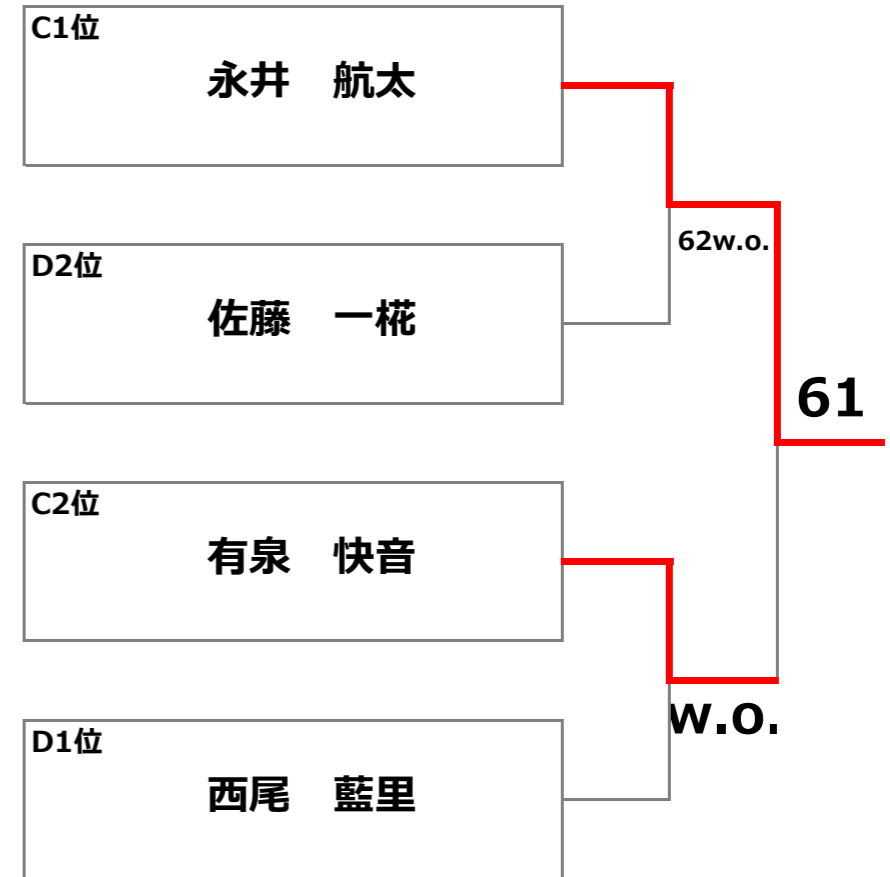 C1位
永井　航太
62w.o.
D2位
佐藤　一椛
61
C2位
有泉　快音
w.o.
D1位
西尾　藍里